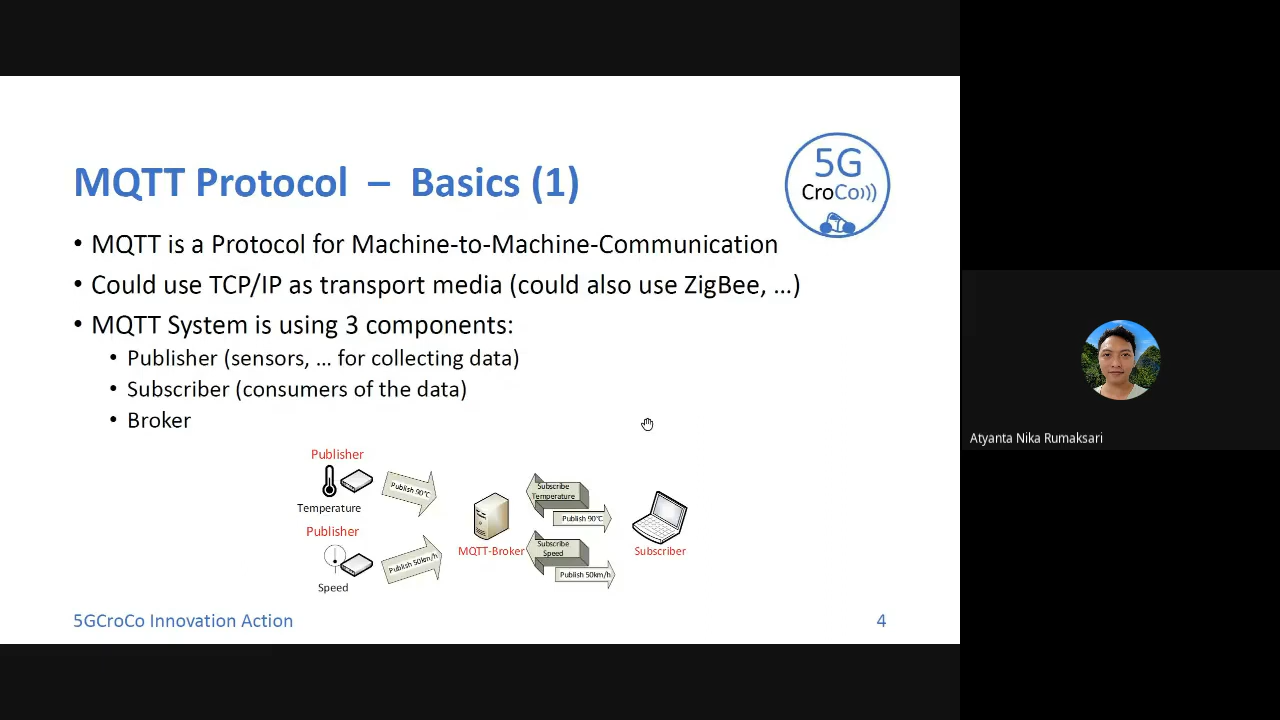 MQTT Protocol – Basics (1)
5G
CroCo)))
• MQTT is a Protocol for Machine-to-Machine-Communication
• Could use TCP/IP as transport media (could also use ZigBee, …)
• MQTT System is using 3 components:
• Publisher (sensors, … for collecting data)
• Subscriber (consumers of the data)
• Broker
Publisher
Temperature
Publish 90°C
Publisher
Speed
Publish 50km/h
MQTT-Broker
Subscribe
Temperature
Publish 90°C
Subscribe
Speed
Publish 50km/h
Subscriber
5GCroCo Innovation Action
4
Atyanta Nika Rumaksari